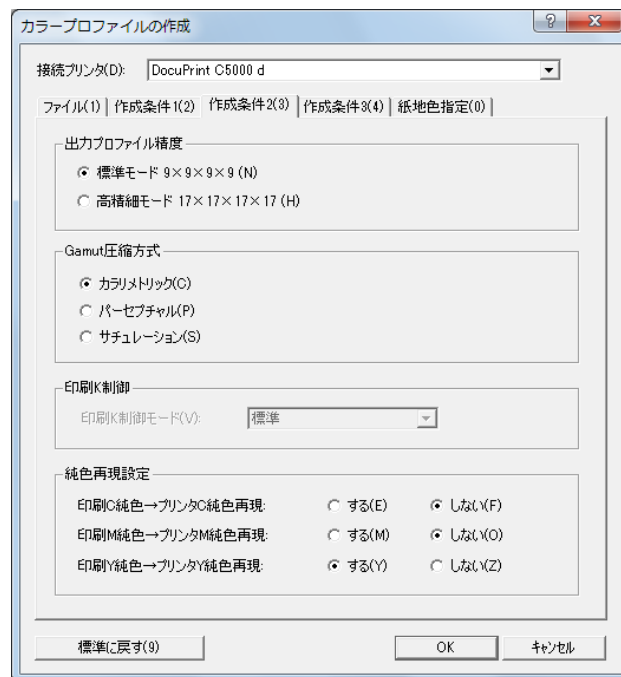 カラープロファイルの作成
接続プリンタ(D): DocuPrint C5000 d
ファイル(1) 作成条件1(2) 作成条件2(3) 作成条件3(4) 紙地色指定(0)
出力プロファイル精度
標準モード 9×9×9×9 (N)
高精細モード 17×17×17×17 (H)
Gamut圧縮方式
カラリメトリック(C)
パーセプチャル(P)
サチュレーション(S)
印刷K制御
印刷K制御モード(V): 標準
純色再現設定
印刷C純色→プリンタC純色再現: する(E) しない(F)
印刷M純色→プリンタM純色再現: する(M) しない(O)
印刷Y純色→プリンタY純色再現: する(Y) しない(Z)
標準に戻す(9) OK キャンセル